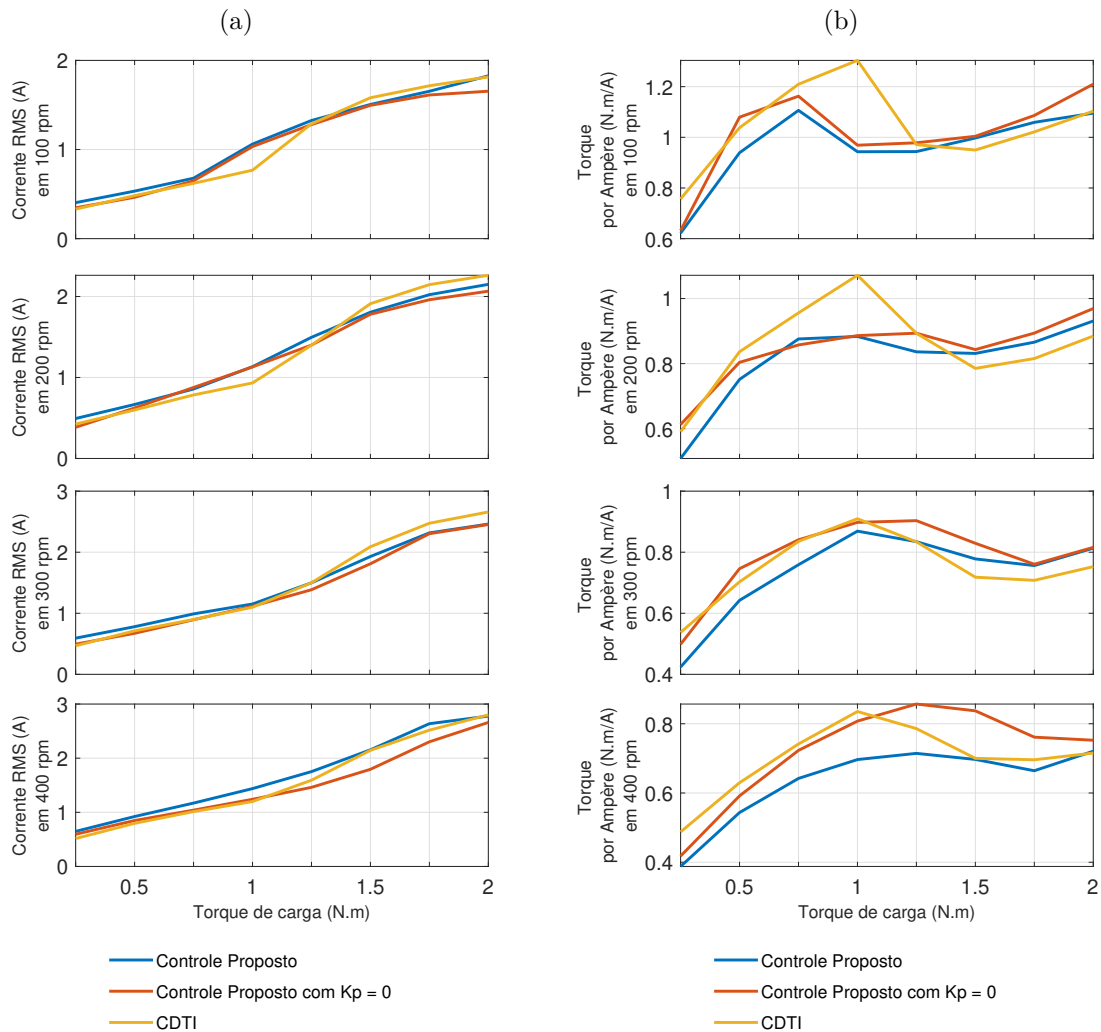 (a)
Corrente RMS (A)
em 100 rpm
2
1
0
Corrente RMS (A)
em 200 rpm
2
1
0
Corrente RMS (A)
em 300 rpm
3
2
1
0
Corrente RMS (A)
em 400 rpm
3
2
1
0
0.5 1 1.5 2
Torque de carga (N.m)
Controle Proposto
Controle Proposto com Kp = 0
CDTI
(b)
Torque
por Ampère (N.m/A)
em 100 rpm
1.2
1
0.8
0.6
Torque
por Ampère (N.m/A)
em 200 rpm
1
0.8
0.6
Torque
por Ampère (N.m/A)
em 300 rpm
1
0.8
0.6
0.4
Torque
por Ampère (N.m/A)
em 400 rpm
0.8
0.6
0.4
0.5 1 1.5 2
Torque de carga (N.m)
Controle Proposto
Controle Proposto com Kp = 0
CDTI